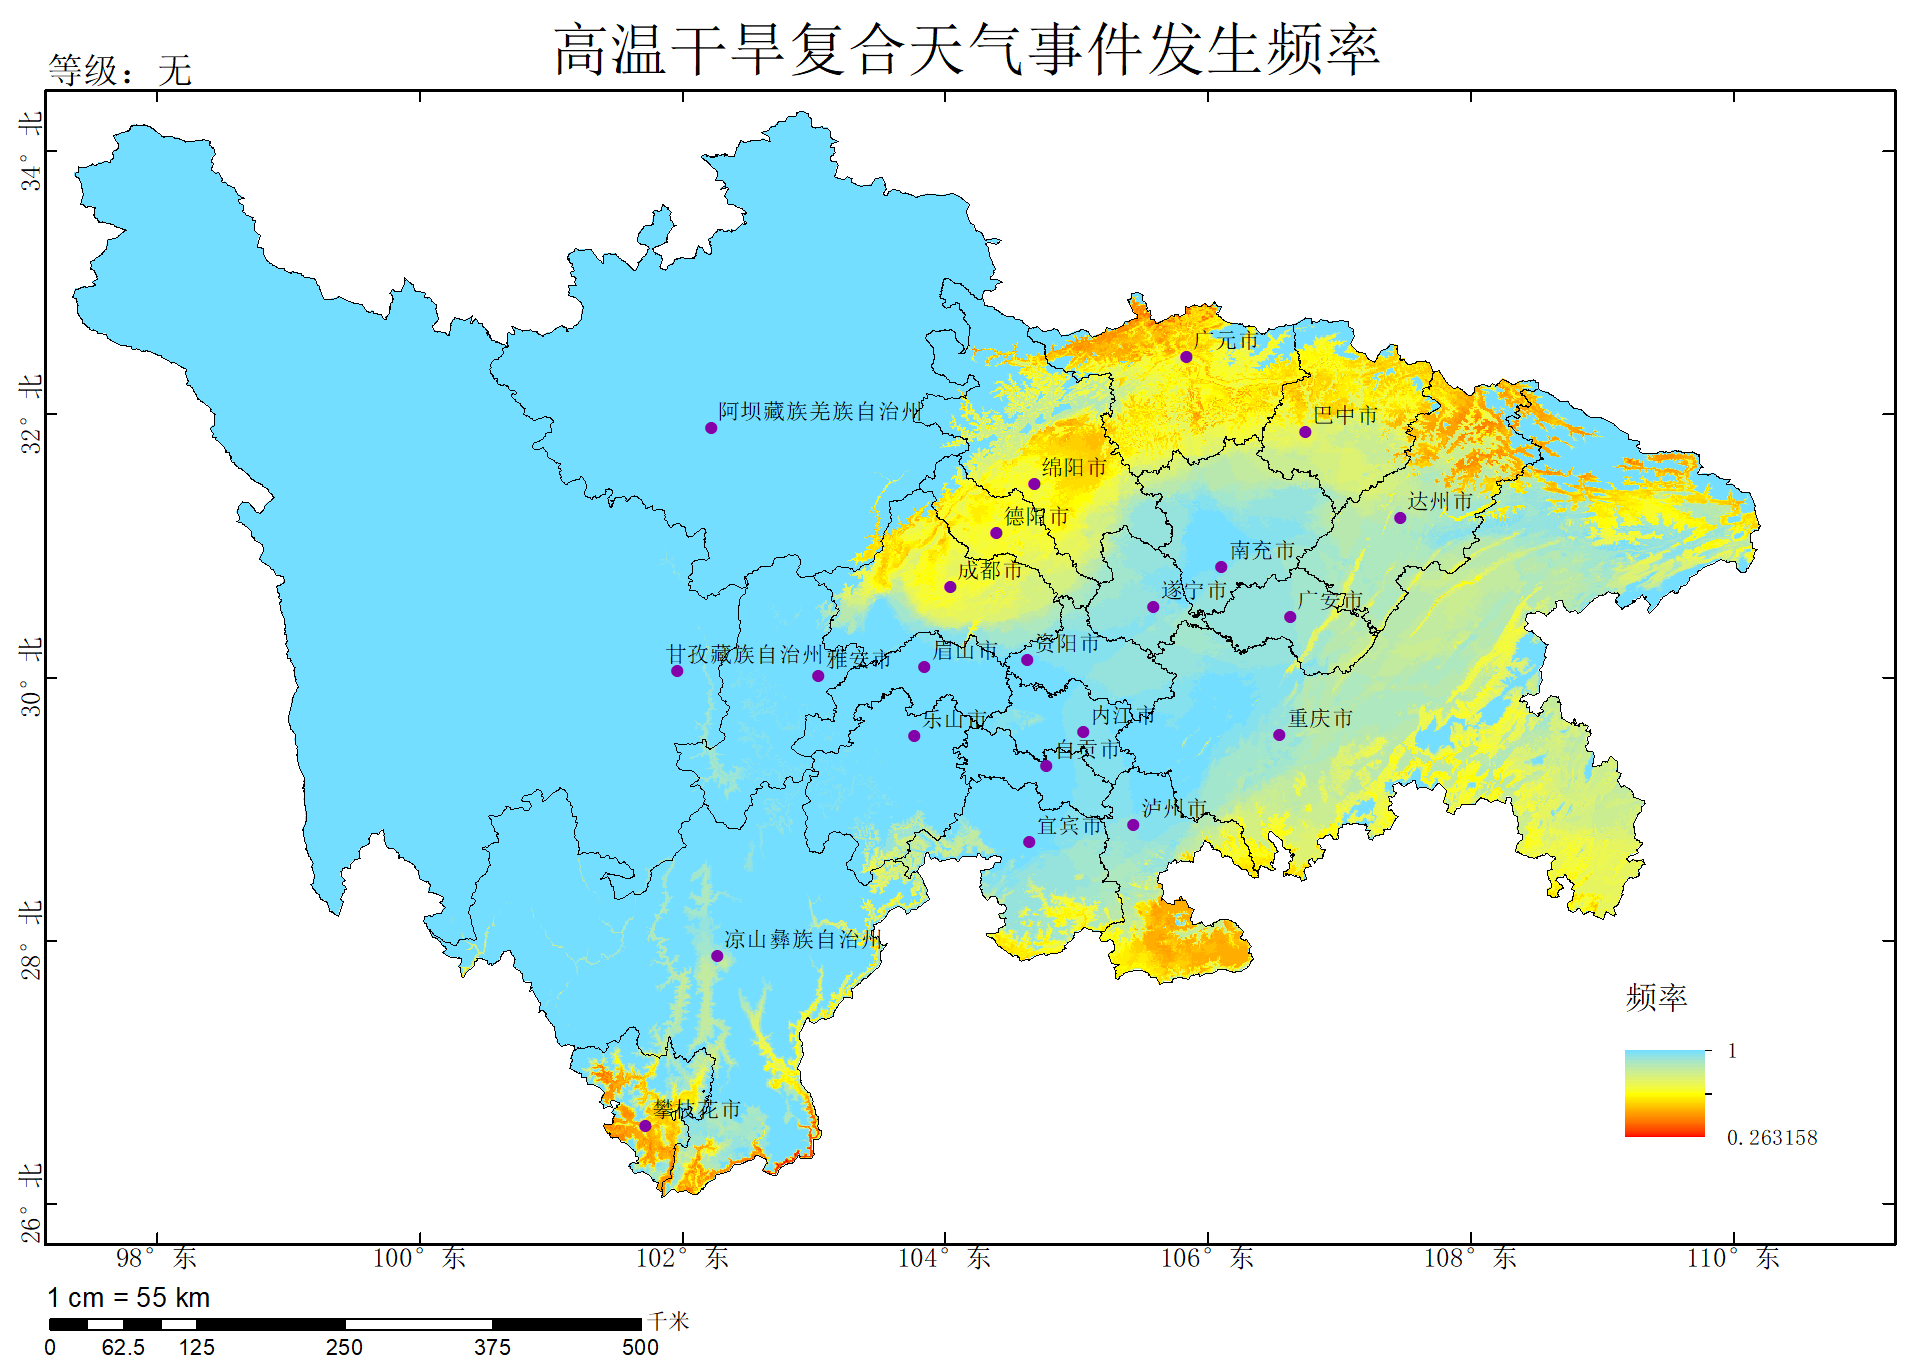 高温干旱复合天气事件发生频率
等级：无
34° 北
32° 北
30° 北
28° 北
26° 北
广元市
阿坝藏族羌族自治州
巴中市
绵阳市
达州市
德阳市
南充市
成都市
遂宁市
广安市
甘孜藏族自治州
雅安市
眉山市
资阳市
乐山市
内江市
重庆市
自贡市
泸州市
宜宾市
凉山彝族自治州
攀枝花市
频率
1
0.263158
98° 东
100° 东
102° 东
104° 东
106° 东
108° 东
110° 东
1 cm = 55 km
千米
0 62.5 125 250 375 500